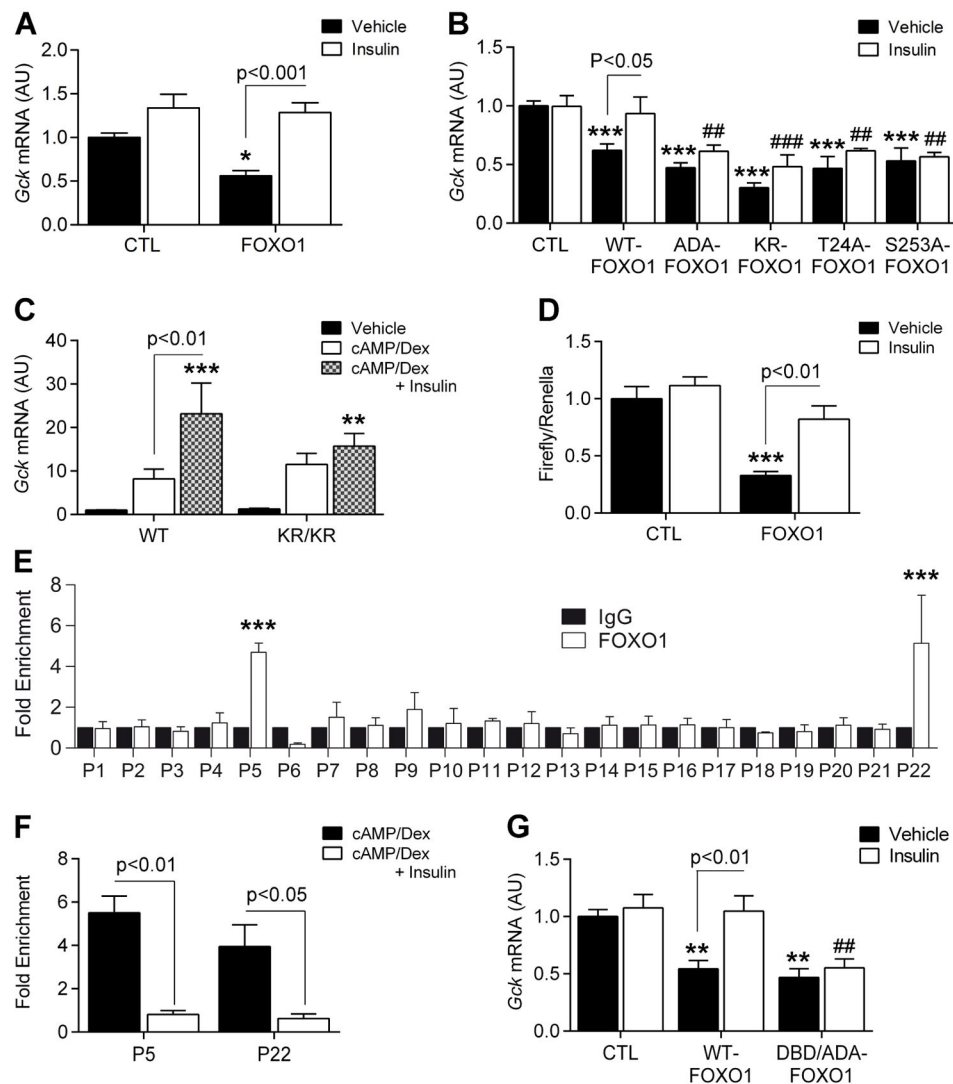 A
Vehicle
Insulin
Gck mRNA (AU)
2.0
1.5
1.0
0.5
0.0
p<0.001
*
CTL
FOXO1
B
Vehicle
Insulin
Gck mRNA (AU)
1.5
1.0
0.5
0
P<0.05
***
***
##
***
###
***
##
***
##
CTL
WT-
FOXO1
ADA-
FOXO1
KR-
FOXO1
T24A-
FOXO1
S253A-
FOXO1
C
Vehicle
cAMP/Dex
cAMP/Dex
+ Insulin
Gck mRNA (AU)
40
30
20
10
0
p<0.01
***
**
WT
KR/KR
D
Vehicle
Insulin
Firefly/Renella
1.5
1.0
0.5
0.0
p<0.01
***
CTL
FOXO1
E
Fold Enrichment
8
6
4
2
0
***
***
IgG
FOXO1
P1 P2 P3 P4 P5 P6 P7 P8 P9 P10 P11 P12 P13 P14 P15 P16 P17 P18 P19 P20 P21 P22
F
cAMP/Dex
cAMP/Dex
+ Insulin
Fold Enrichment
8
6
4
2
0
p<0.01
p<0.05
P5
P22
G
Vehicle
Insulin
Gck mRNA (AU)
1.5
1.0
0.5
0.0
p<0.01
**
**
##
CTL
WT-
FOXO1
DBD/ADA-
FOXO1